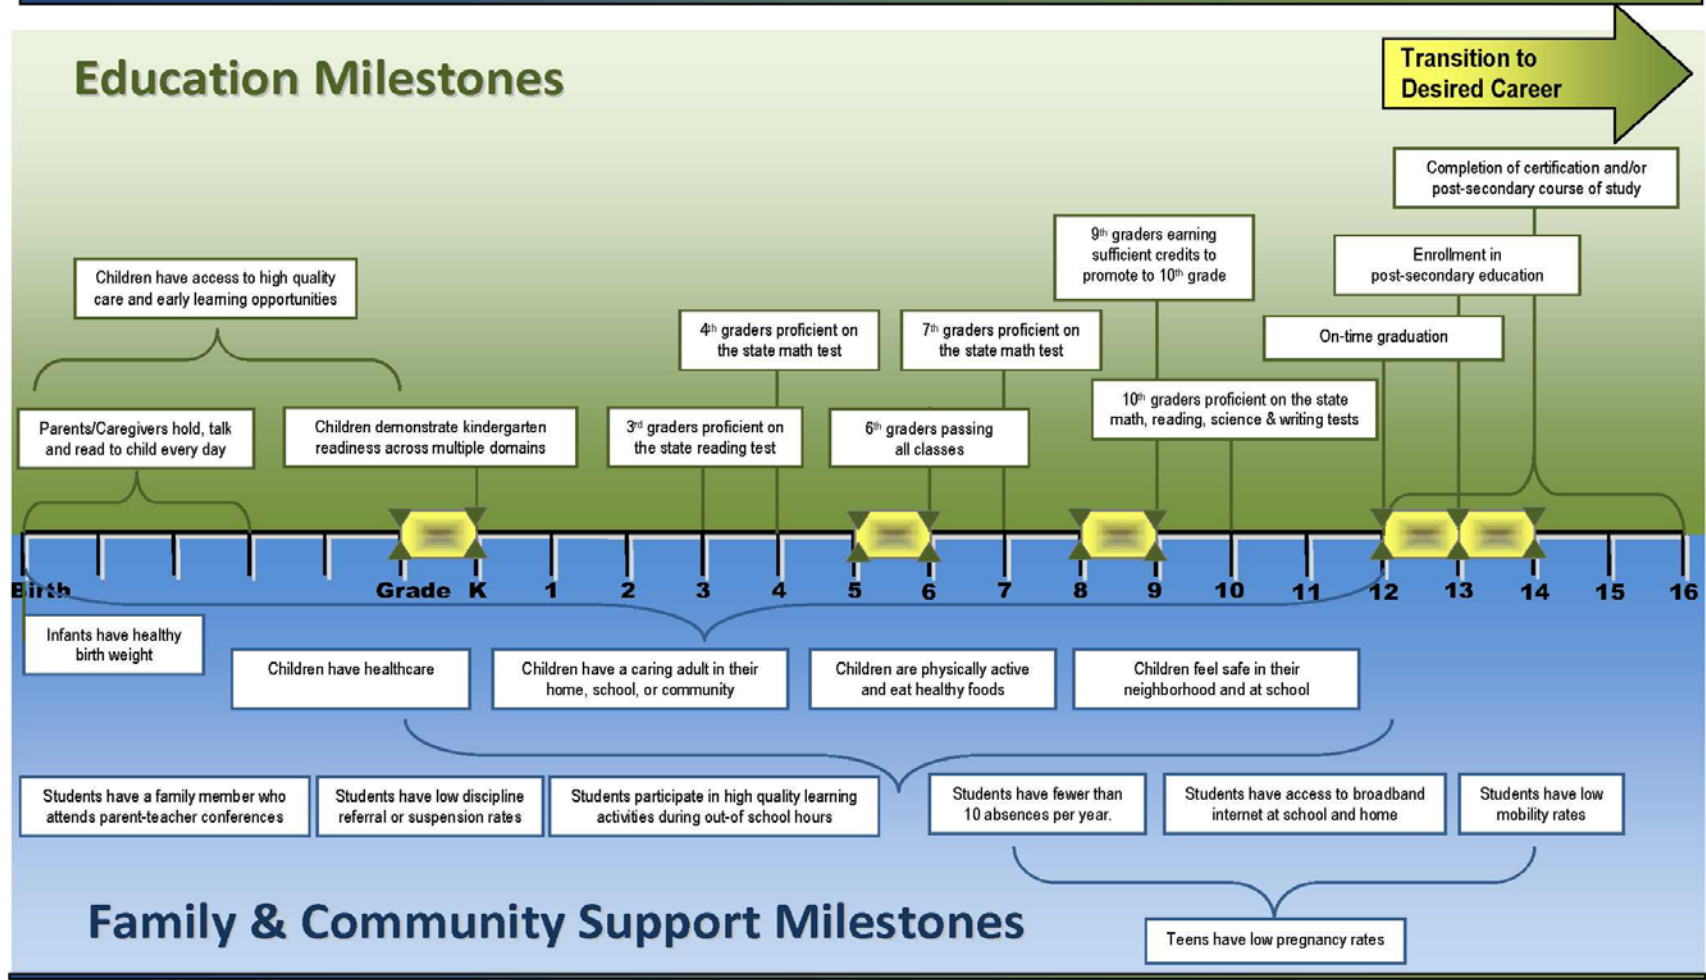 Education Milestones
Transition to
Desired Career
Completion of certification and/or
post-secondary course of study
9th graders earning
sufficient credits to
promote to 10th grade
Enrollment in
post-secondary education
Children have access to high quality
care and early learning opportunities
4th graders proficient on
the state math test
7th graders proficient on
the state math test
On-time graduation
Parents/Caregivers hold, talk
and read to child every day
Children demonstrate kindergarten
readiness across multiple domains
3rd graders proficient on
the state reading test
6th graders passing
all classes
10th graders proficient on the state
math, reading, science & writing tests
Birth Grade K 1 2 3 4 5 6 7 8 9 10 11 12 13 14 15 16
Infants have healthy
birth weight
Children have healthcare
Children have a caring adult in their
home, school, or community
Children are physically active
and eat healthy foods
Children feel safe in their
neighborhood and at school
Students have a family member who
attends parent-teacher conferences
Students have low discipline
referral or suspension rates
Students participate in high quality learning
activities during out-of school hours
Students have fewer than
10 absences per year.
Students have access to broadband
internet at school and home
Students have low
mobility rates
Family & Community Support Milestones
Teens have low pregnancy rates